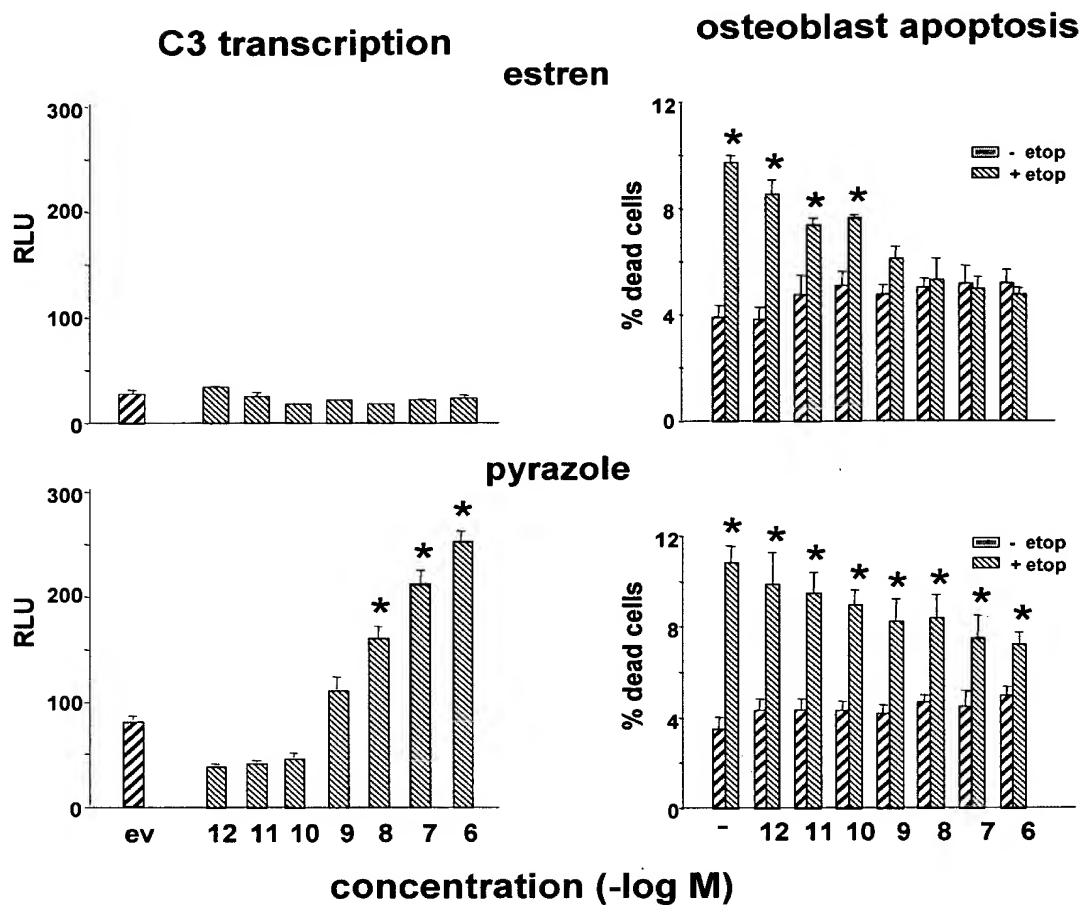 C3 transcription
osteoblast apoptosis
estren
300
200
100
0
RLU
12
8
4
0
% dead cells
- etop
+ etop
* * * *
pyrazole
300
200
100
0
RLU
* * *
ev 12 11 10 9 8 7 6
12
8
4
0
% dead cells
- etop
+ etop
* * * * * * * *
- 12 11 10 9 8 7 6
concentration (-log M)